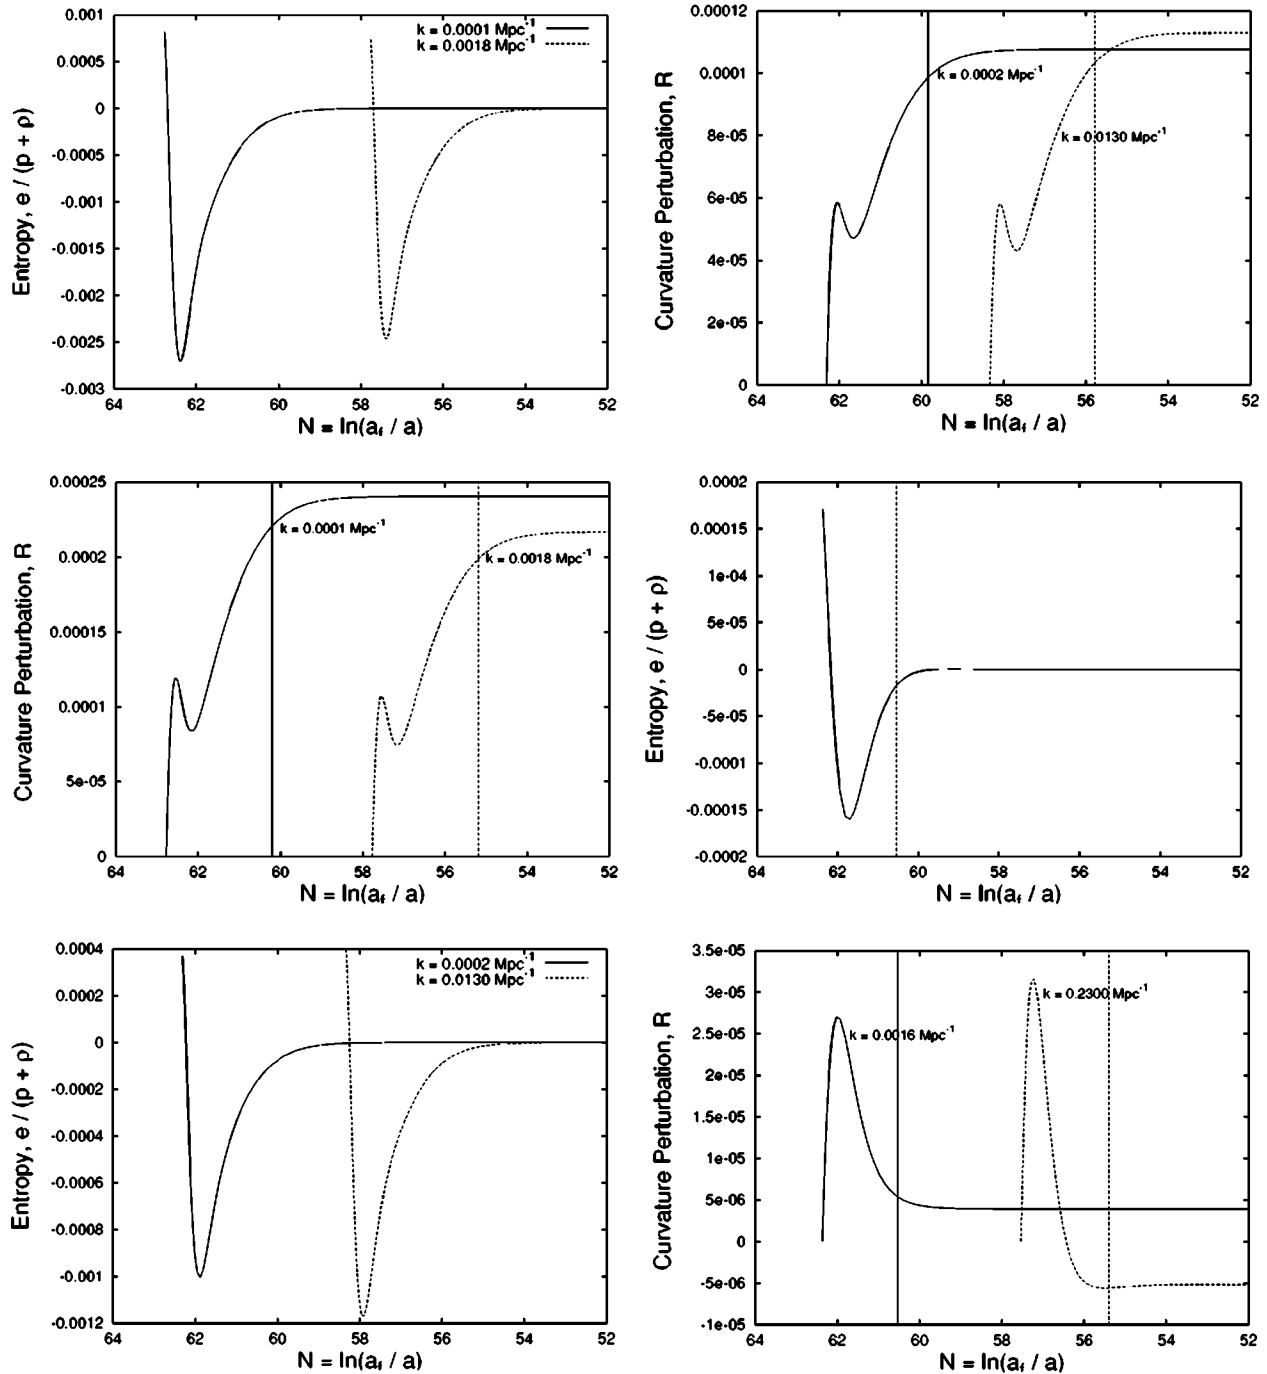 0.001
0.0005
0
-0.0005
-0.001
-0.0015
-0.002
-0.0025
-0.003
Entropy, e / (p + ρ)
k = 0.0001 Mpc⁻¹
k = 0.0018 Mpc⁻¹
64 62 60 58 56 54 52
N = ln(a_f / a)
0.00012
0.0001
8e-05
6e-05
4e-05
2e-05
0
Curvature Perturbation, R
k = 0.0002 Mpc⁻¹
k = 0.0130 Mpc⁻¹
64 62 60 58 56 54 52
N = ln(a_f / a)
0.00025
0.0002
0.00015
0.0001
5e-05
0
Curvature Perturbation, R
k = 0.0001 Mpc⁻¹
k = 0.0018 Mpc⁻¹
64 62 60 58 56 54 52
N = ln(a_f / a)
0.0002
0.00015
1e-04
5e-05
0
-5e-05
-0.0001
-0.00015
-0.0002
Entropy, e / (p + ρ)
64 62 60 58 56 54 52
N = ln(a_f / a)
0.0004
0.0002
0
-0.0002
-0.0004
-0.0006
-0.0008
-0.001
-0.0012
Entropy, e / (p + ρ)
k = 0.0002 Mpc⁻¹
k = 0.0130 Mpc⁻¹
64 62 60 58 56 54 52
N = ln(a_f / a)
3.5e-05
3e-05
2.5e-05
2e-05
1.5e-05
1e-05
5e-06
0
-5e-06
-1e-05
Curvature Perturbation, R
k = 0.2300 Mpc⁻¹
k = 0.0016 Mpc⁻¹
64 62 60 58 56 54 52
N = ln(a_f / a)